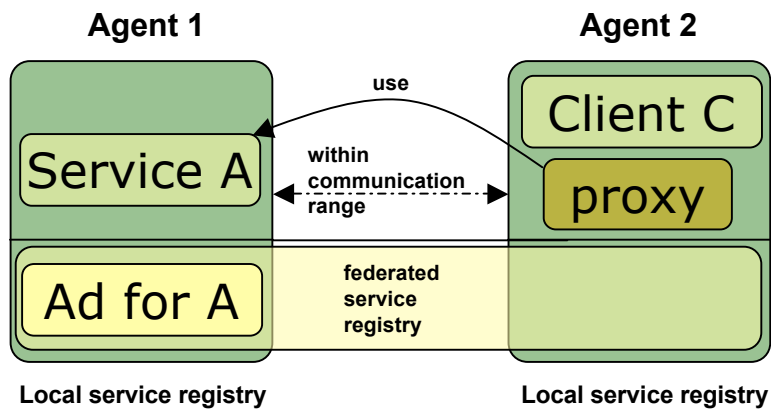 Agent 1
Agent 2
use
Client C
Service A
within
communication
range
proxy
Ad for A
federated
service
registry
Local service registry
Local service registry